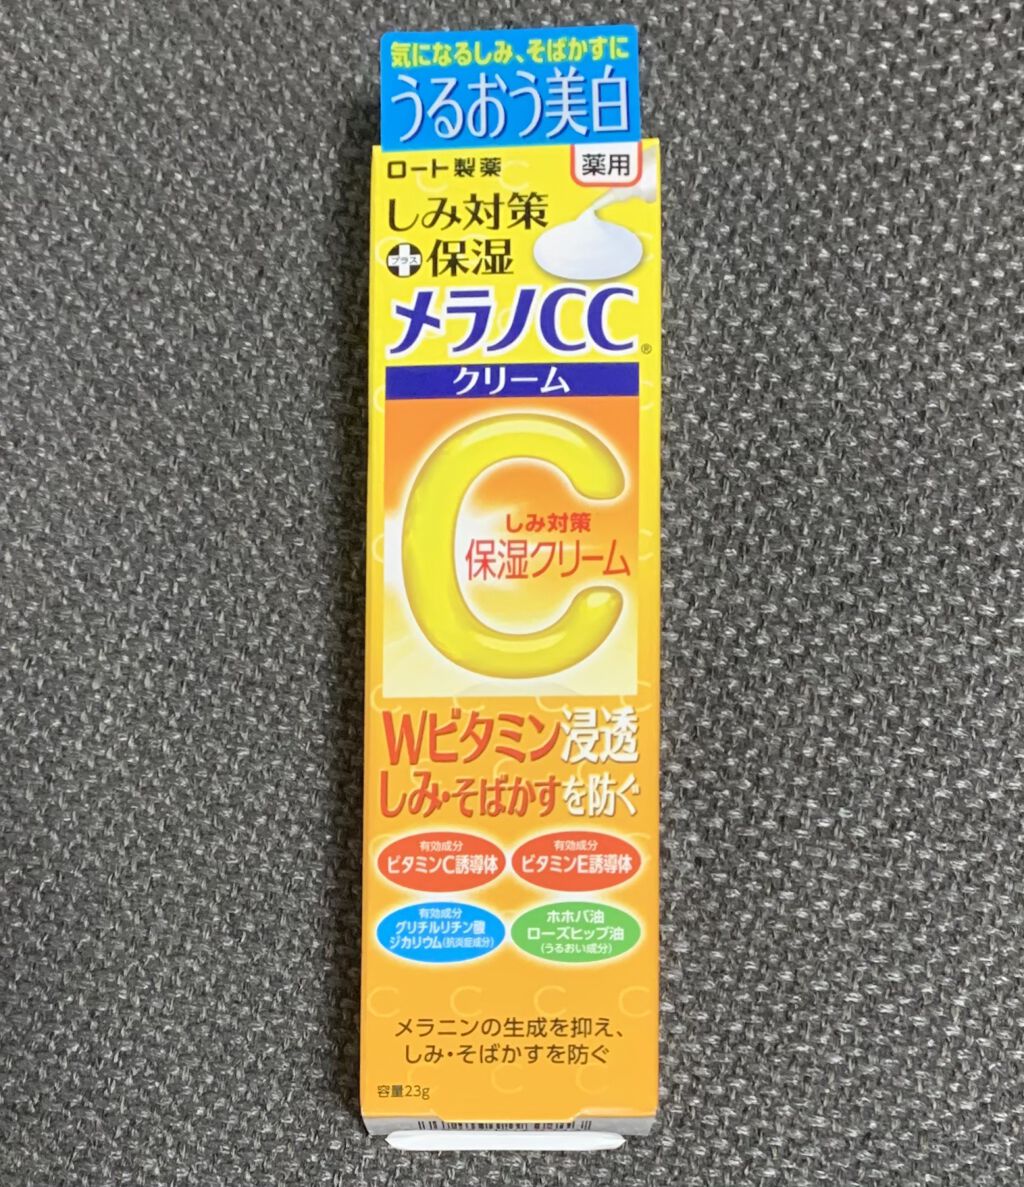 気になるしみ、そばかすに
うるおう美白
ロート製薬
薬用
しみ対策
プラス保湿
メラノCC®
クリーム
C
しみ対策
保湿クリーム
Wビタミン浸透
しみ・そばかすを防ぐ
有効成分
ビタミンC誘導体
有効成分
ビタミンE誘導体
有効成分
グリチルリチン酸
ジカリウム(抗炎症成分)
ホホバ油
ローズヒップ油
(うるおい成分)
メラニンの生成を抑え、
しみ・そばかすを防ぐ
容量23g